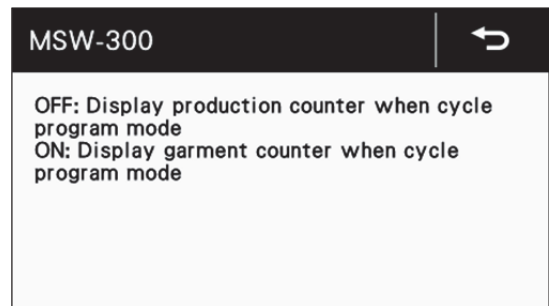 MSW-300
OFF: Display production counter when cycle
program mode
ON: Display garment counter when cycle
program mode